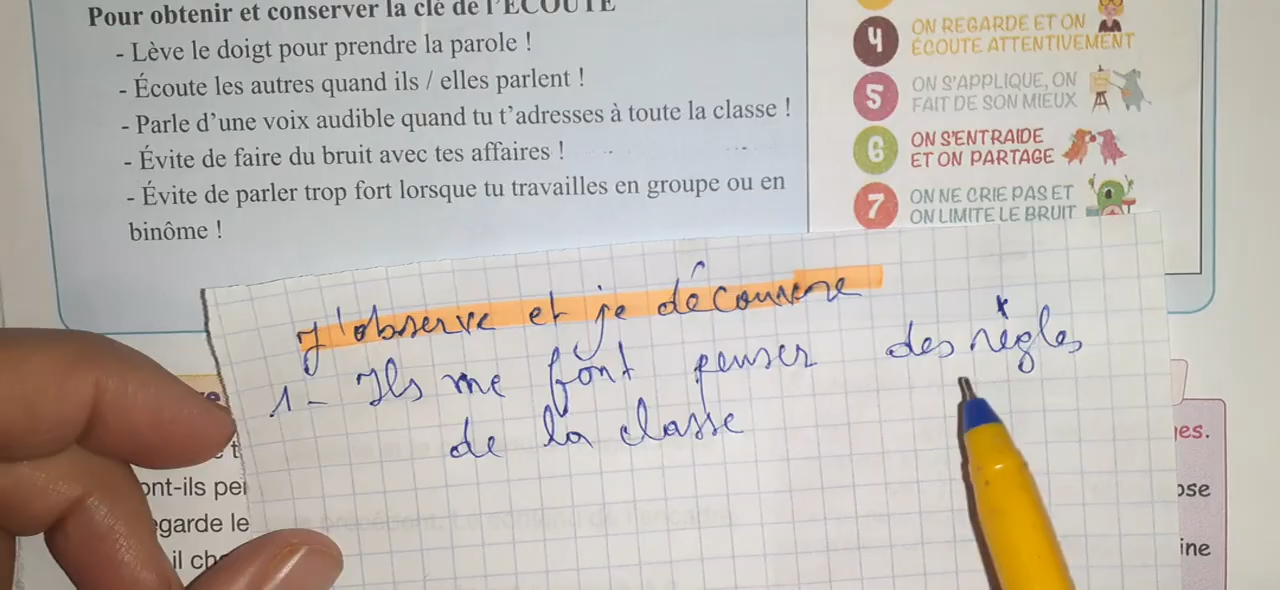 Pour obtenir et conserver la clé de l'ÉCOUTE
- Lève le doigt pour prendre la parole !
- Écoute les autres quand ils / elles parlent !
- Parle d'une voix audible quand tu t'adresses à toute la classe !
- Évite de faire du bruit avec tes affaires !
- Évite de parler trop fort lorsque tu travailles en groupe ou en
binôme !
4 ON REGARDE ET ON
ÉCOUTE ATTENTIVEMENT
5 ON S'APPLIQUE, ON
FAIT DE SON MIEUX
6 ON S'ENTRAIDE
ET ON PARTAGE
7 ON NE CRIE PAS ET
ON LIMITE LE BRUIT
J'observe et je découvre
1- Ils me font penser des règles
de la classe
ont-ils
garde le
il